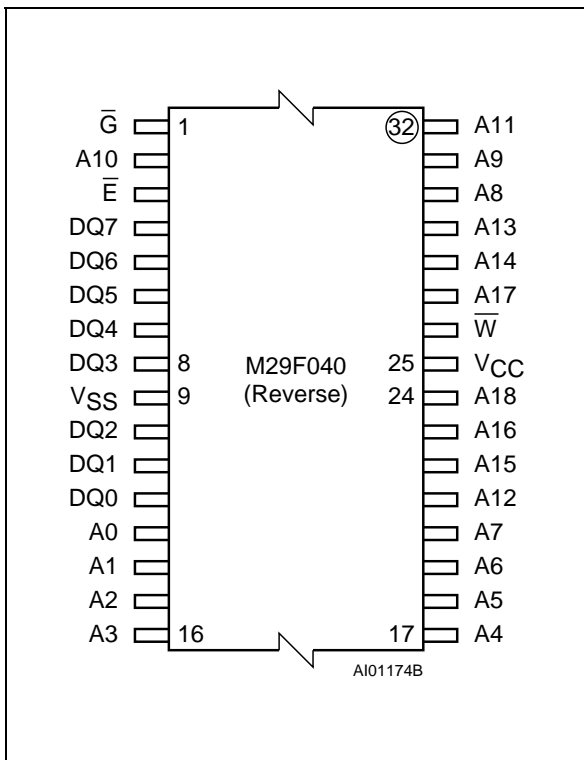 G̅ 1 32 A11
A10 A9
E̅ A8
DQ7 A13
DQ6 A14
DQ5 A17
DQ4 W̅
DQ3 8 M29F040 25 VCC
VSS 9 (Reverse) 24 A18
DQ2 A16
DQ1 A15
DQ0 A12
A0 A7
A1 A6
A2 A5
A3 16 17 A4
AI01174B